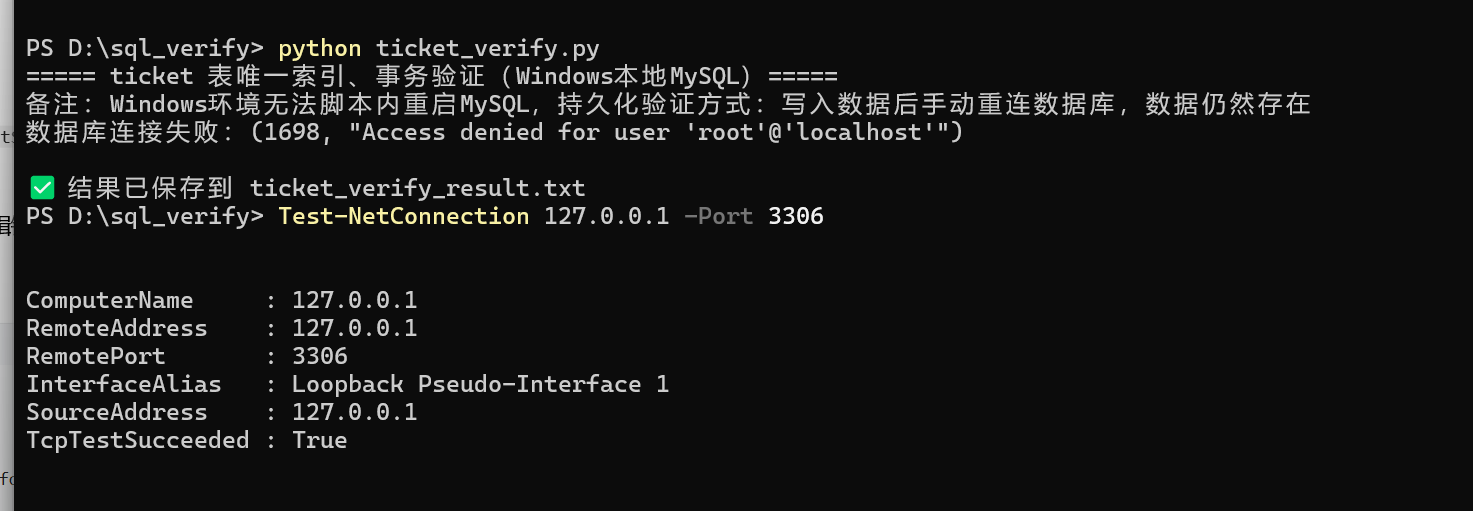 PS D:\sql_verify> python ticket_verify.py
===== ticket 表唯一索引、事务验证（Windows本地MySQL）=====
备注：Windows环境无法脚本内重启MySQL，持久化验证方式：写入数据后手动重连数据库，数据仍然存在
数据库连接失败：(1698, "Access denied for user 'root'@'localhost'")
✅ 结果已保存到 ticket_verify_result.txt
PS D:\sql_verify> Test-NetConnection 127.0.0.1 -Port 3306
ComputerName     : 127.0.0.1
RemoteAddress    : 127.0.0.1
RemotePort       : 3306
InterfaceAlias   : Loopback Pseudo-Interface 1
SourceAddress    : 127.0.0.1
TcpTestSucceeded : True